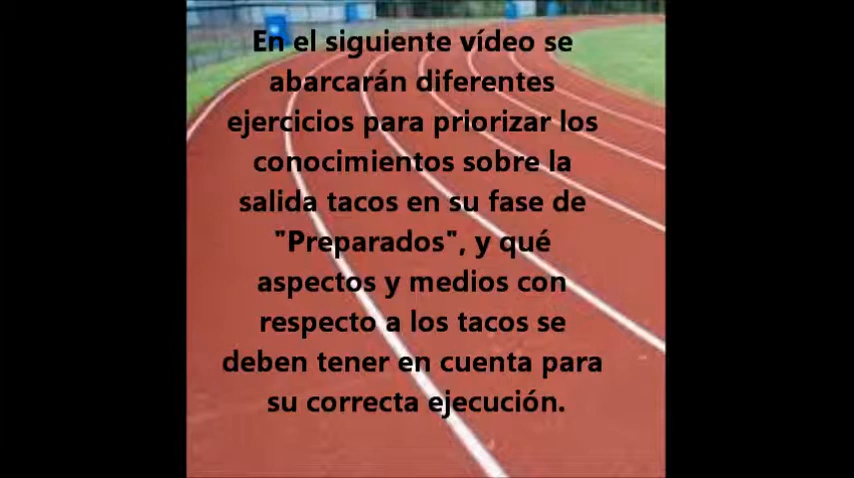 En el siguiente vídeo se
abarcarán diferentes
ejercicios para priorizar los
conocimientos sobre la
salida tacos en su fase de
"Preparados", y qué
aspectos y medios con
respecto a los tacos se
deben tener en cuenta para
su correcta ejecución.